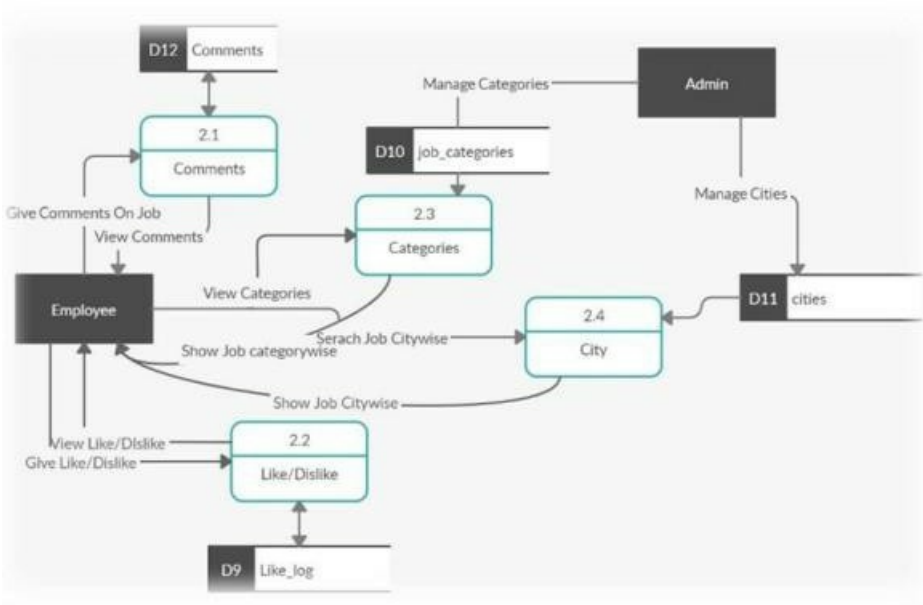 D12 Comments
Manage Categories
Admin
2.1
Comments
D10 job_categories
Manage Cities
Give Comments On Job
View Comments
2.3
Categories
View Categories
Employee
D11 cities
2.4
City
Serach Job Citywise
Show Job categorywise
Show Job Citywise
View Like/Dislike
Give Like/Dislike
2.2
Like/Dislike
D9 Like_log